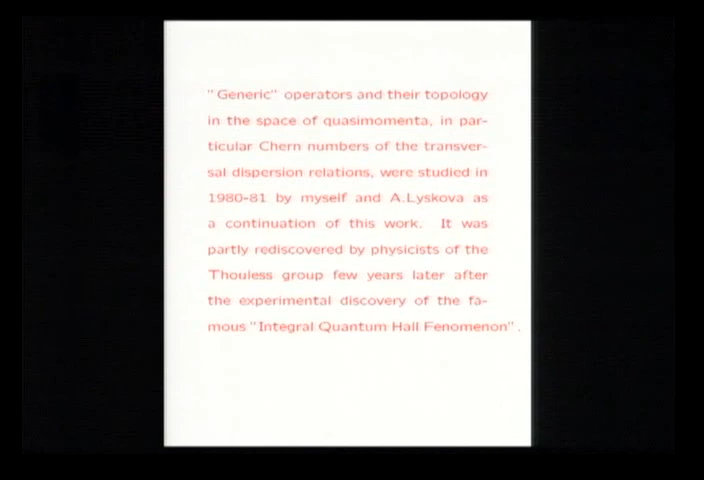 "Generic" operators and their topology
in the space of quasimomenta, in par-
ticular Chern numbers of the transver-
sal dispersion relations, were studied in
1980-81 by myself and A.Lyskova as
a continuation of this work. It was
partly rediscovered by physicists of the
Thouless group few years later after
the experimental discovery of the fa-
mous "Integral Quantum Hall Fenomenon".